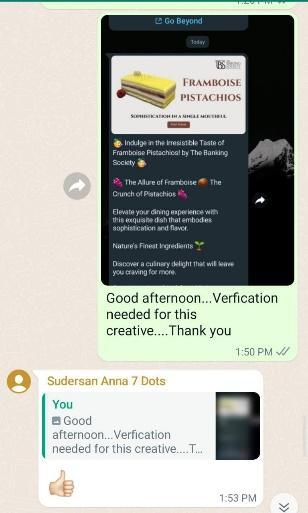 Go Beyond
Today
TBS
FRAMBOISE
PISTACHIOS
SOPHISTICATION IN A SINGLE MOUTHFUL
Indulge in the Irresistible Taste of
Framboise Pistachios! by The Banking
Society
The Allure of Framboise The
Crunch of Pistachios
Elevate your dining experience with
this exquisite dish that embodies
sophistication and flavor.
Nature's Finest Ingredients
Discover a culinary delight that will leave
you craving for more.
Good afternoon...Verfication
needed for this
creative....Thank you
1:50 PM
Sudersan Anna 7 Dots
You
Good
afternoon...Verfication
needed for this creative....T...
1:53 PM